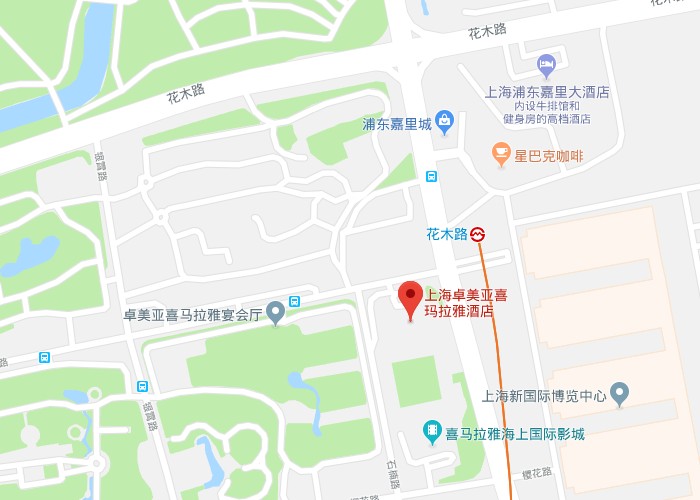 花木路
花木路
花木路
上海浦东嘉里大酒店
内设牛排馆和
健身房的高档酒店
浦东嘉里城
星巴克咖啡
银霄路
花木路
上海卓美亚喜
玛拉雅酒店
卓美亚喜马拉雅宴会厅
路
上海新国际博览中心
银霄路
喜马拉雅海上国际影城
石楠路
樱花路